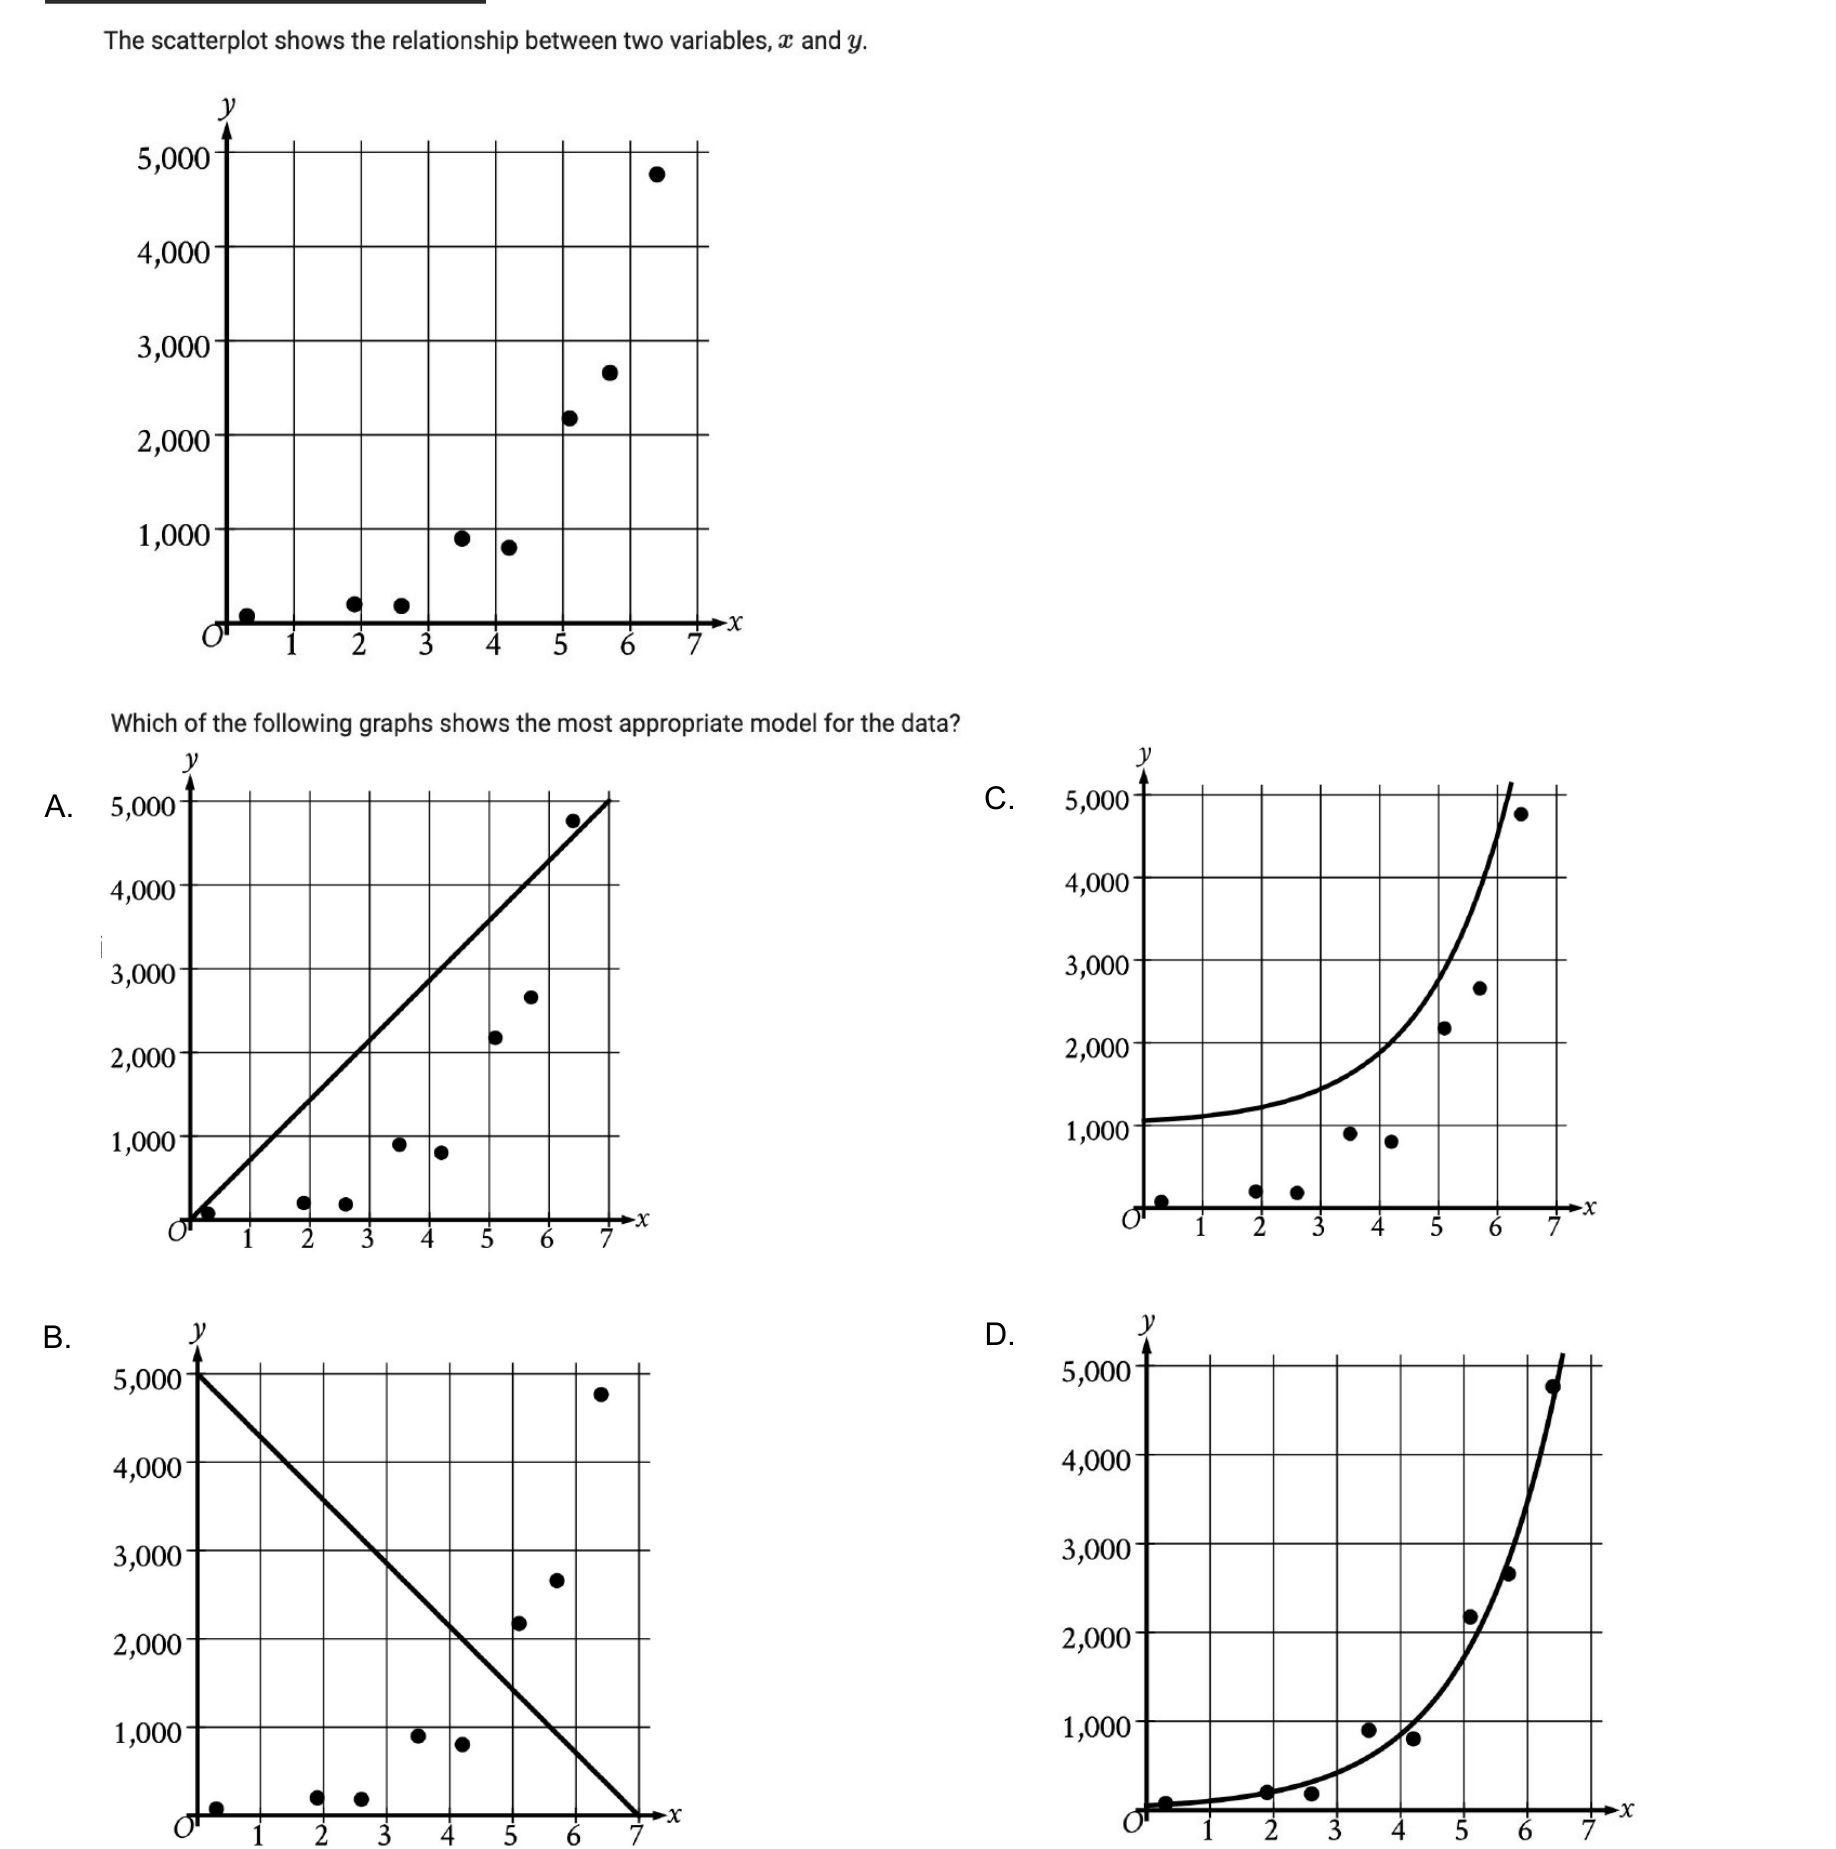 The scatterplot shows the relationship between two variables, x and y.
y
5,000
4,000
3,000
2,000
1,000
O 1 2 3 4 5 6 7 x
Which of the following graphs shows the most appropriate model for the data?
A.
y
5,000
4,000
3,000
2,000
1,000
O 1 2 3 4 5 6 7 x
B.
y
5,000
4,000
3,000
2,000
1,000
O 1 2 3 4 5 6 7 x
C.
y
5,000
4,000
3,000
2,000
1,000
O 1 2 3 4 5 6 7 x
D.
y
5,000
4,000
3,000
2,000
1,000
O 1 2 3 4 5 6 7 x